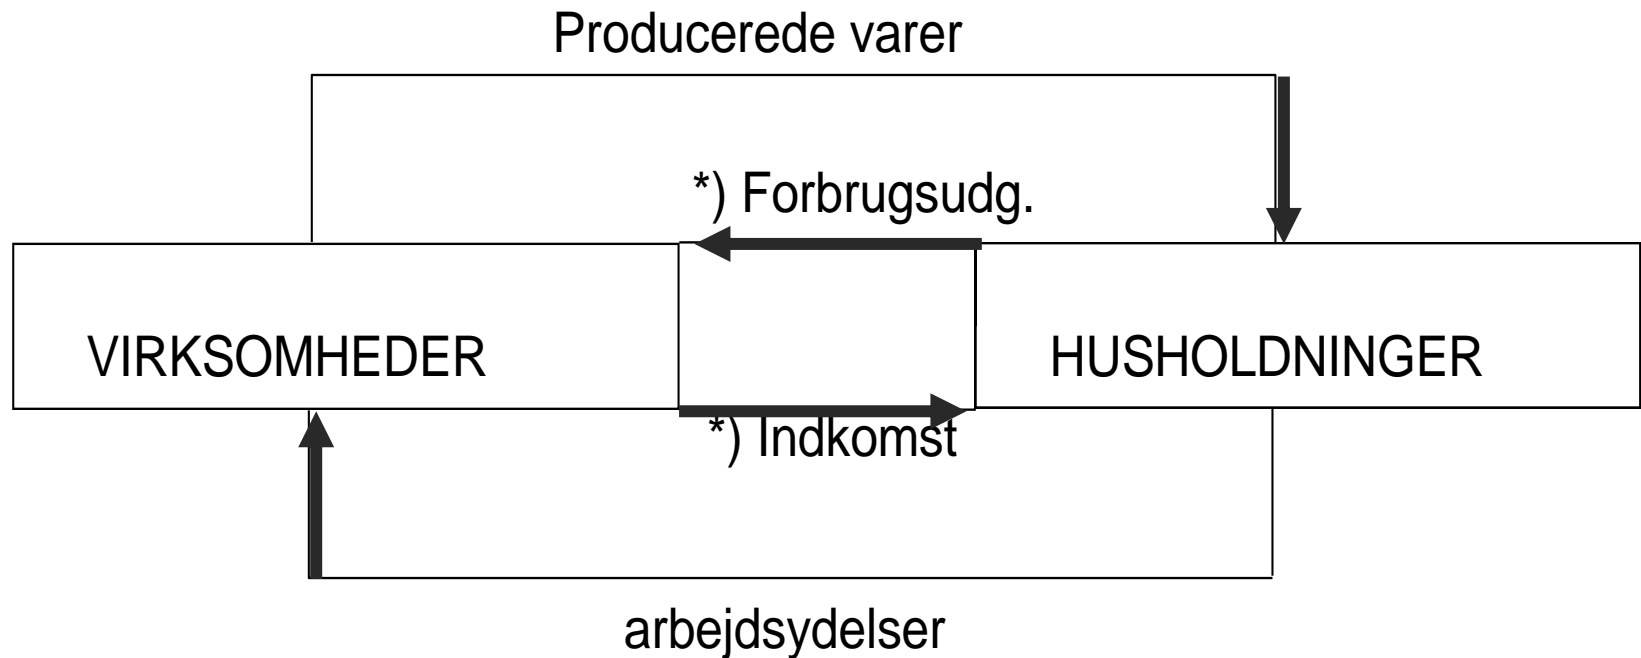 Producerede varer
*) Forbrugsudg.
VIRKSOMHEDER
HUSHOLDNINGER
*) Indkomst
arbejdsydelser